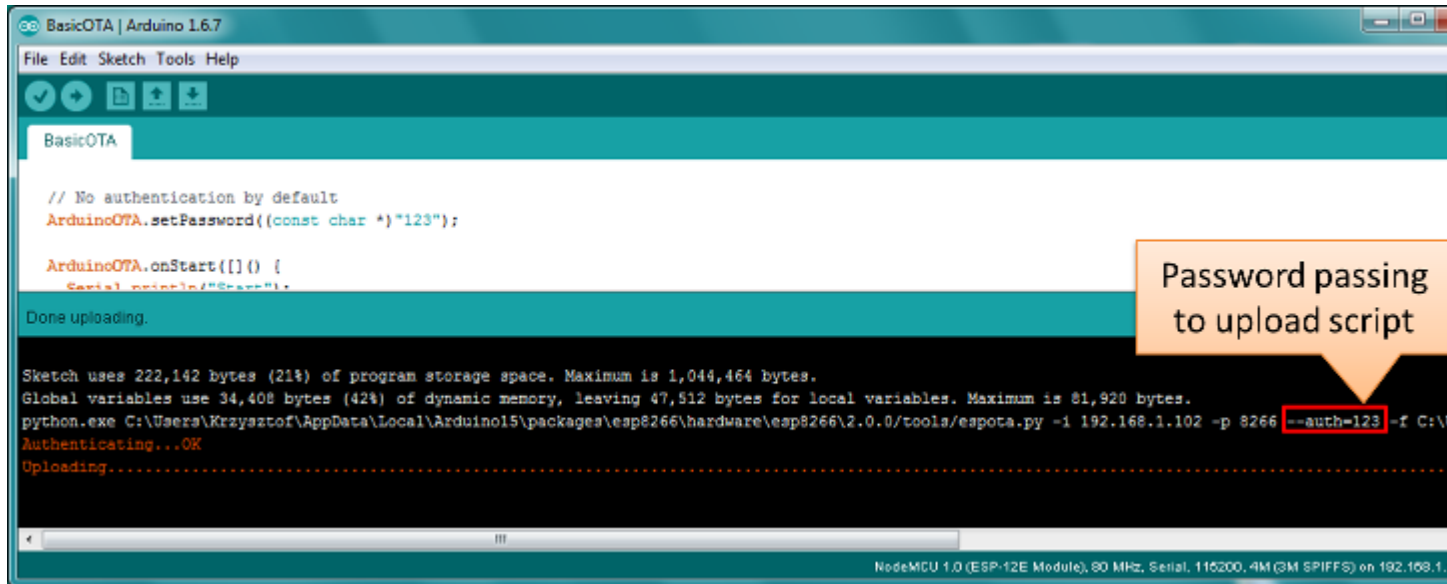 BasicOTA | Arduino 1.6.7
File Edit Sketch Tools Help
BasicOTA
// No authentication by default
ArduinoOTA.setPassword((const char *)"123");
ArduinoOTA.onStart([]() {
Serial.println("Start");
Password passing
to upload script
Done uploading.
Sketch uses 222,142 bytes (21%) of program storage space. Maximum is 1,044,464 bytes.
Global variables use 34,408 bytes (42%) of dynamic memory, leaving 47,512 bytes for local variables. Maximum is 81,920 bytes.
python.exe C:\Users\Krzysztof\AppData\Local\Arduino15\packages\esp8266\hardware\esp8266\2.0.0/tools/espota.py -i 192.168.1.102 -p 8266 --auth=123 -f C:\
Authenticating...OK
Uploading................................................................................................................................
NodeMCU 1.0 (ESP-12E Module), 80 MHz, Serial, 115200, 4M (3M SPIFFS) on 192.168.1.